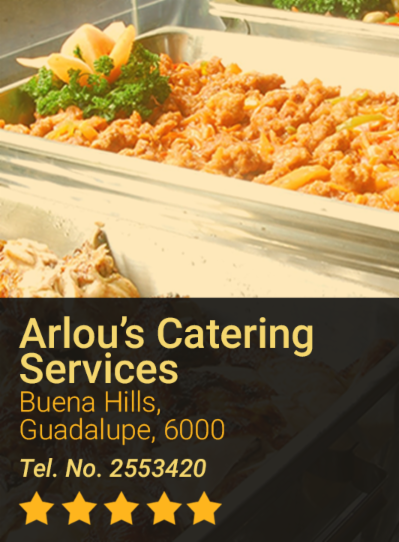 Arlou's Catering
Services
Buena Hills,
Guadalupe, 6000
Tel. No. 2553420